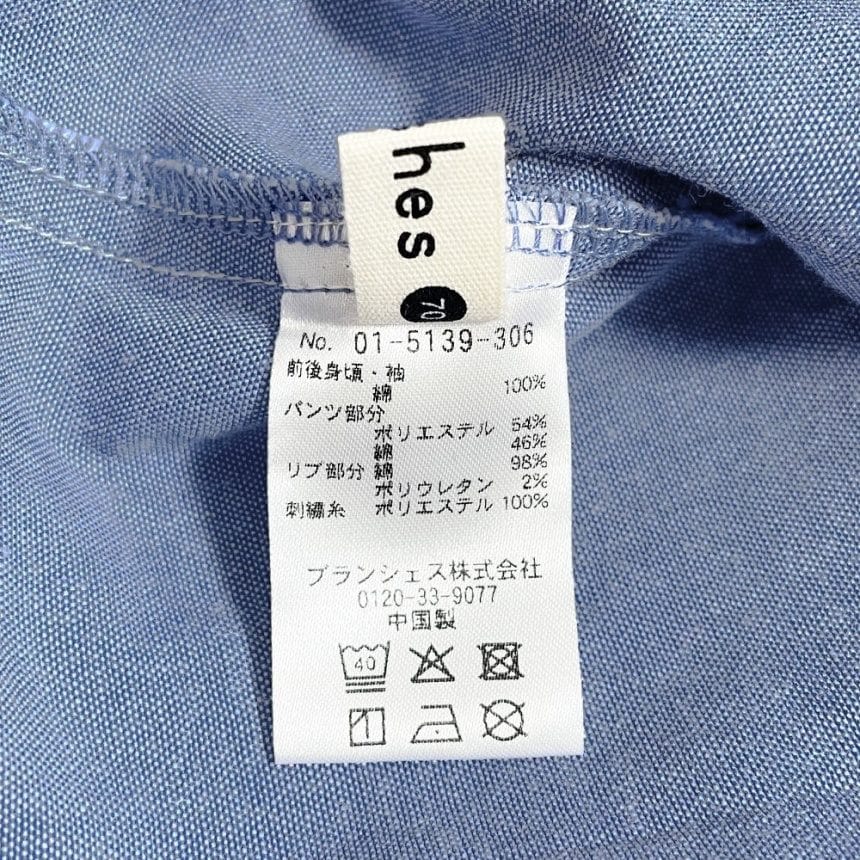 hes
70
No. 01-5139-306
前後身頃・袖
綿 100%
パンツ部分
ポリエステル 54%
綿 46%
リブ部分 綿 98%
ポリウレタン 2%
刺繍糸 ポリエステル 100%
ブランシェス株式会社
0120-33-9077
中国製
40